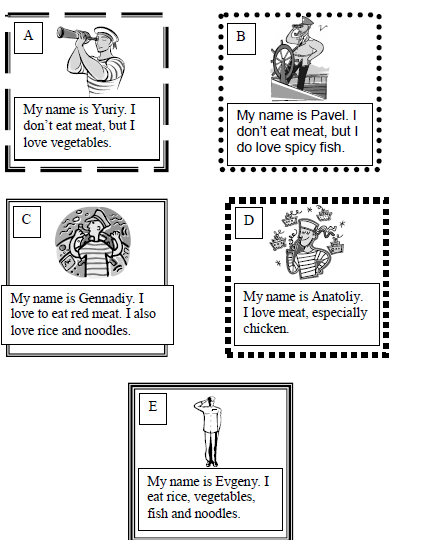 A
My name is Yuriy. I
don't eat meat, but I
love vegetables.
B
My name is Pavel. I
don't eat meat, but I
do love spicy fish.
C
My name is Gennadiy. I
love to eat red meat. I also
love rice and noodles.
D
My name is Anatoliy.
I love meat, especially
chicken.
E
My name is Evgeny. I
eat rice, vegetables,
fish and noodles.